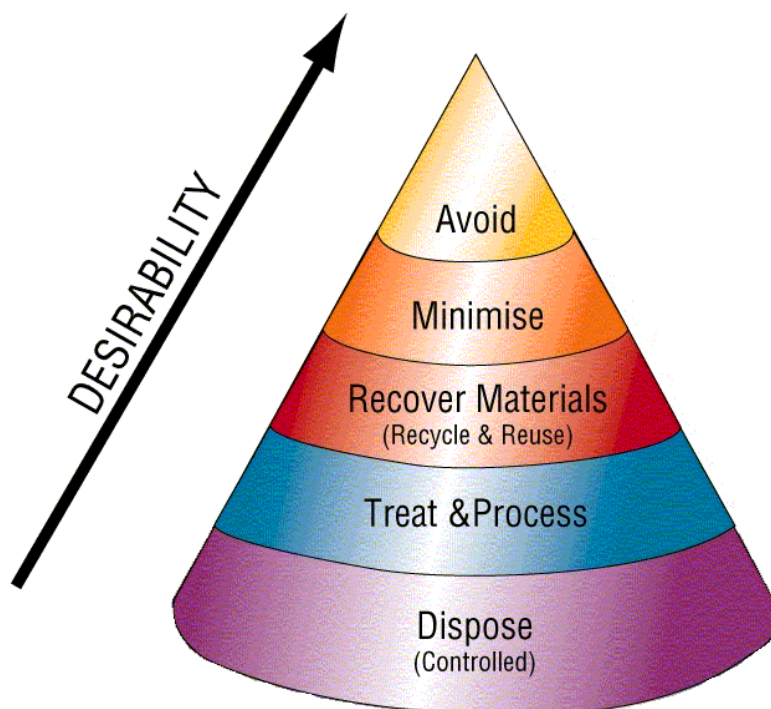 DESIRABILITY
Avoid
Minimise
Recover Materials
(Recycle & Reuse)
Treat &Process
Dispose
(Controlled)